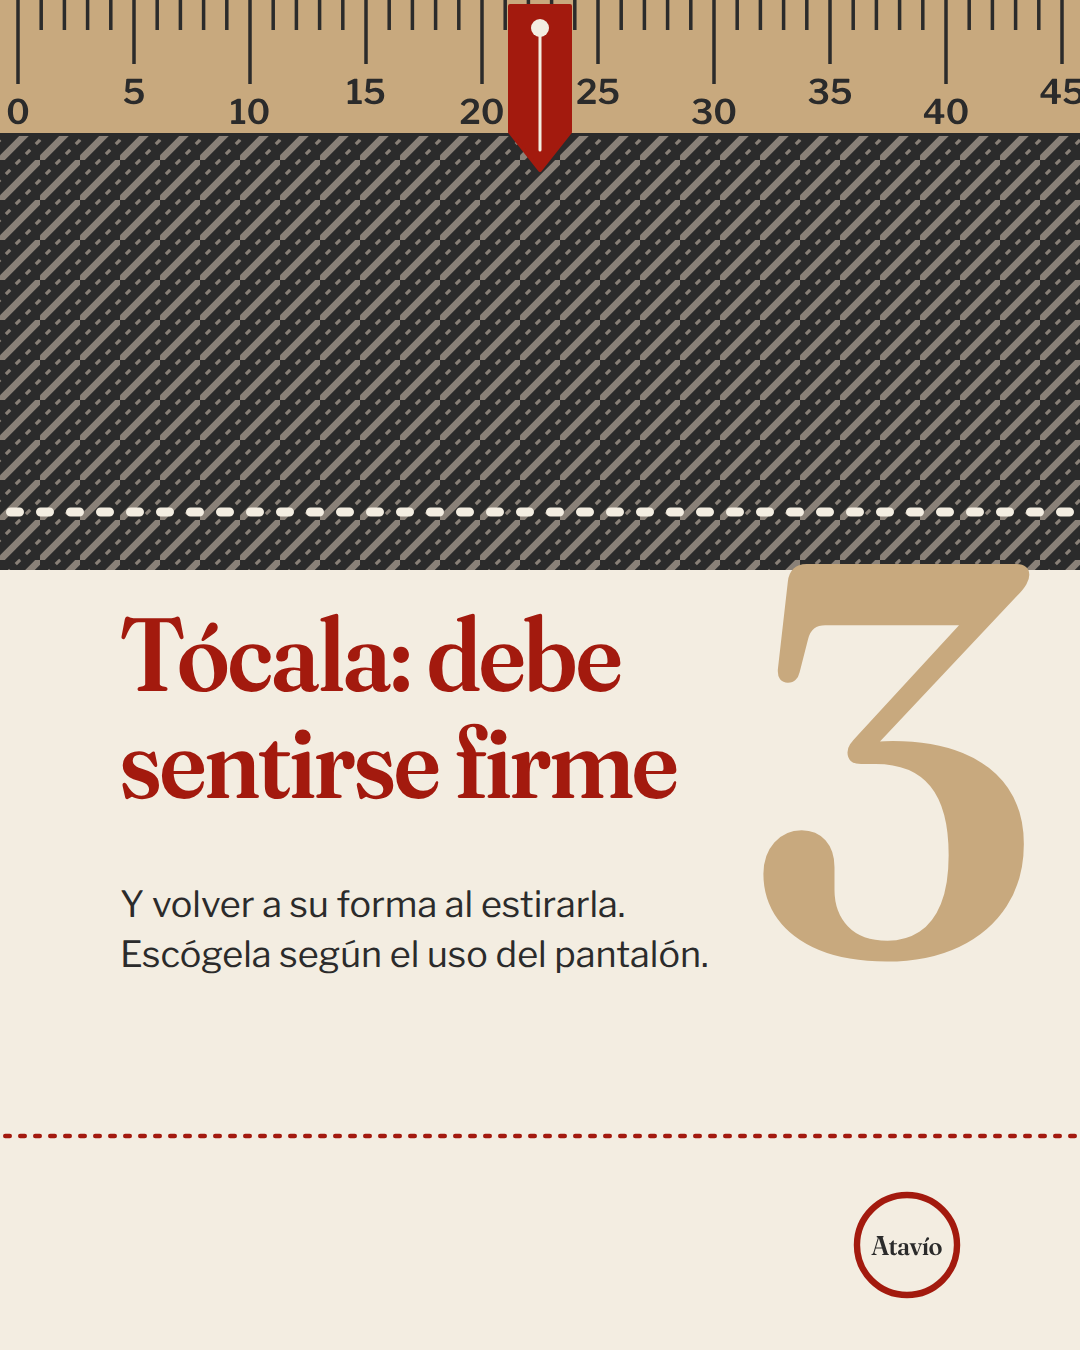 0 5 10 15 20 25 30 35 40 45
Tócala: debe
sentirse firme
3
Y volver a su forma al estirarla.
Escógela según el uso del pantalón.
Atavío